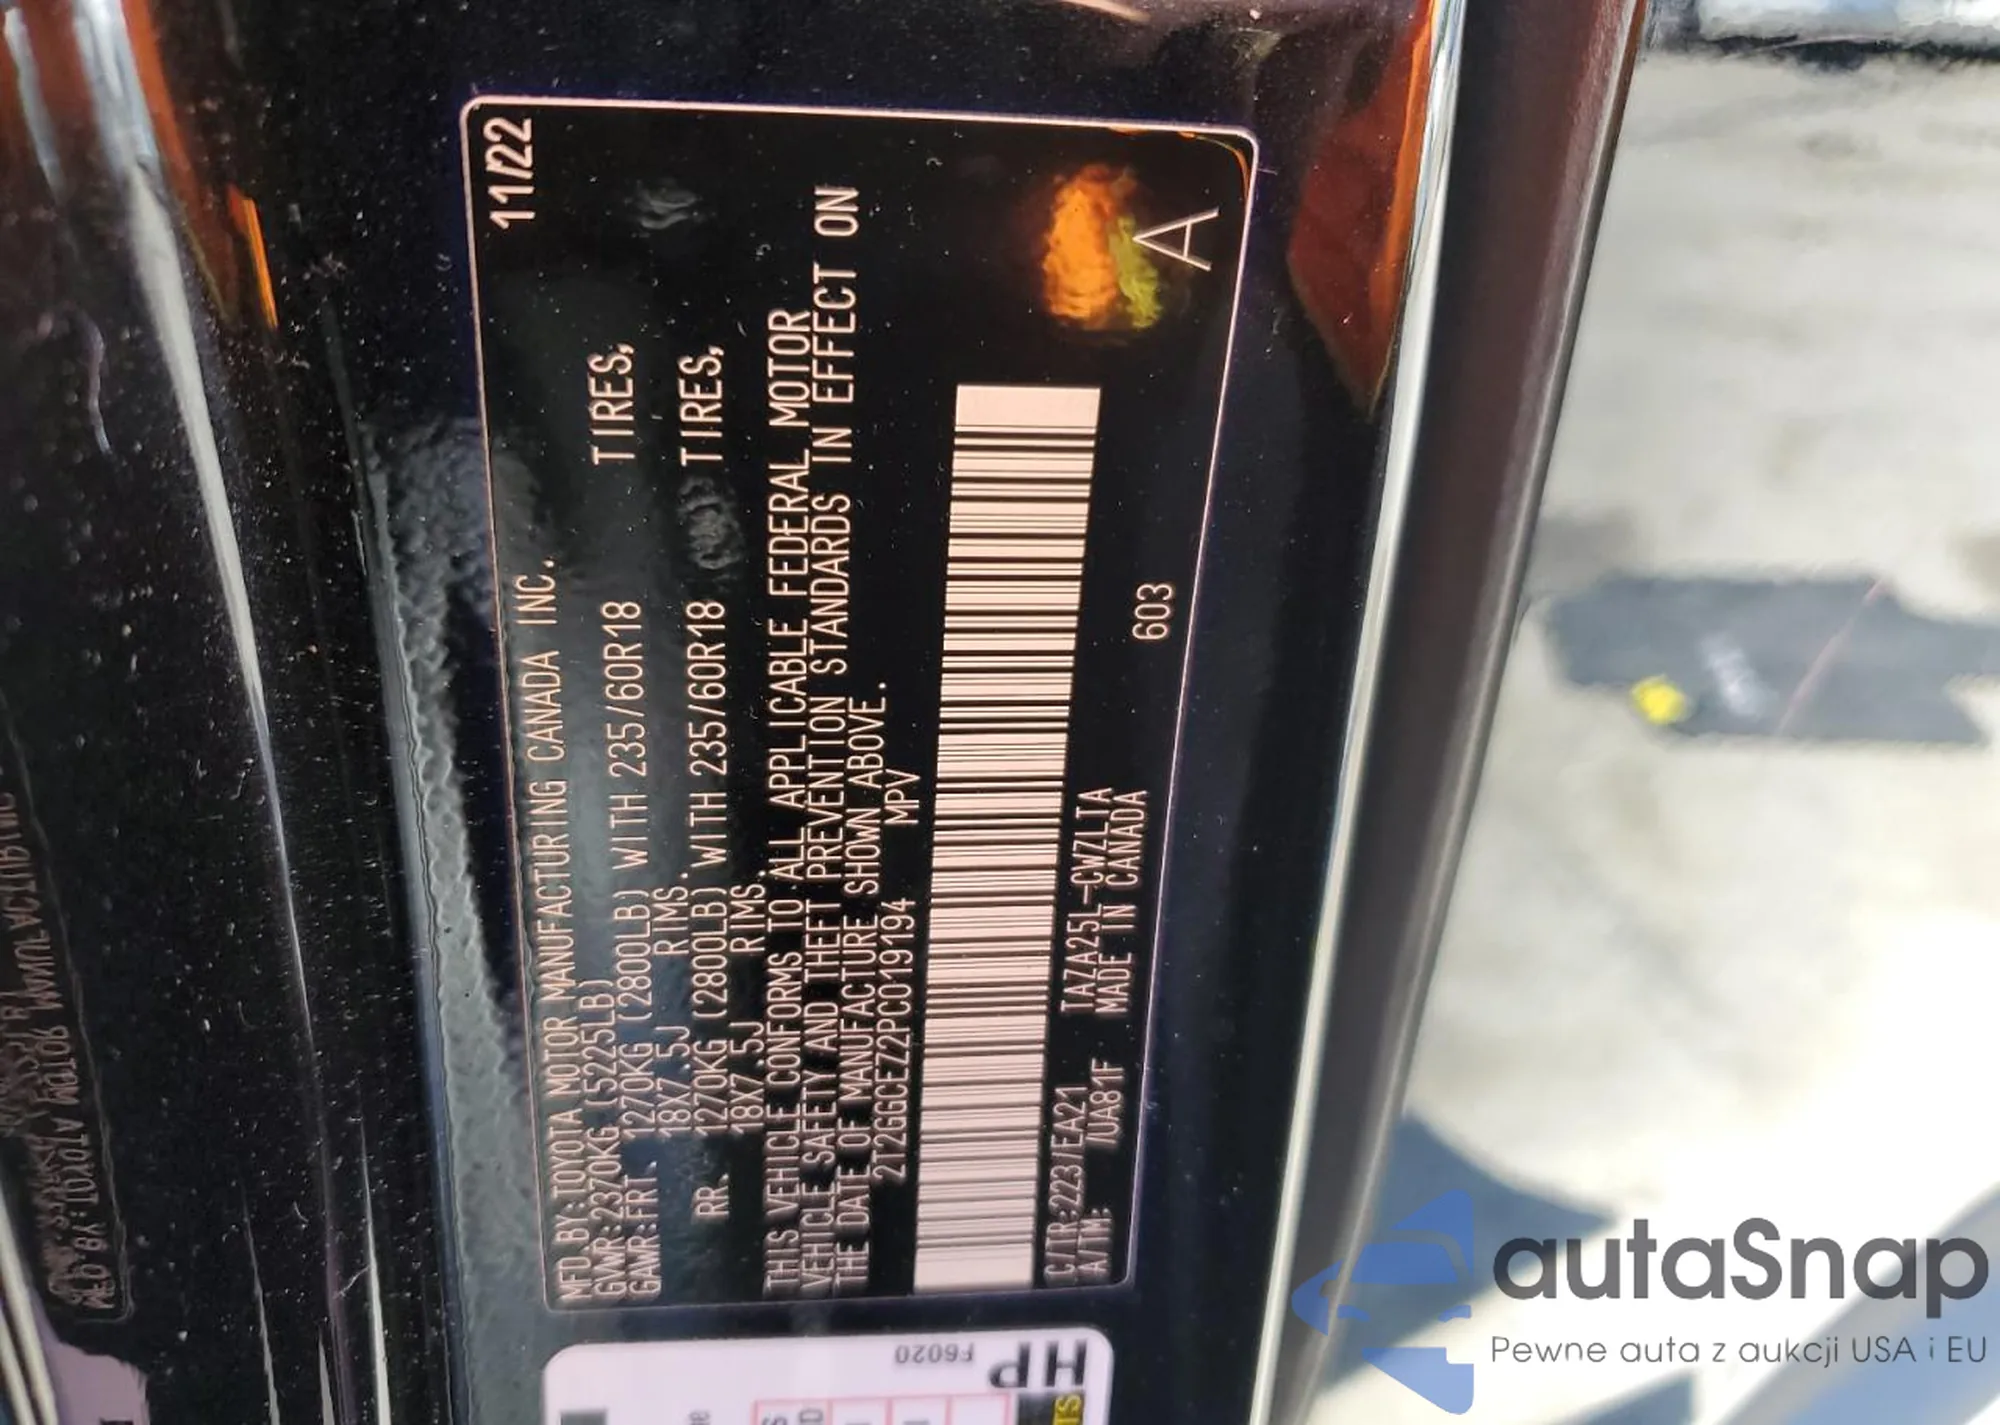 11/22
MFD.BY:TOYOTA MOTOR MANUFACTURING CANADA INC.
GVWR:2370KG (5225LB)
GAWR:FRT. 1270KG (2800LB) WITH 235/60R18 TIRES,
18X7.5J RIMS.
RR. 1270KG (2800LB) WITH 235/60R18 TIRES,
18X7.5J RIMS.
THIS VEHICLE CONFORMS TO ALL APPLICABLE FEDERAL MOTOR
VEHICLE SAFETY AND THEFT PREVENTION STANDARDS IN EFFECT ON
THE DATE OF MANUFACTURE SHOWN ABOVE.
2T2GGCEZ2PC019194 MPV
C/TR:223/EA21 TAZA25L-CWZLTA
A/TM: /UA81F MADE IN CANADA
603
A
HP
F6020
autaSnap
Pewne auta z aukcji USA i EU